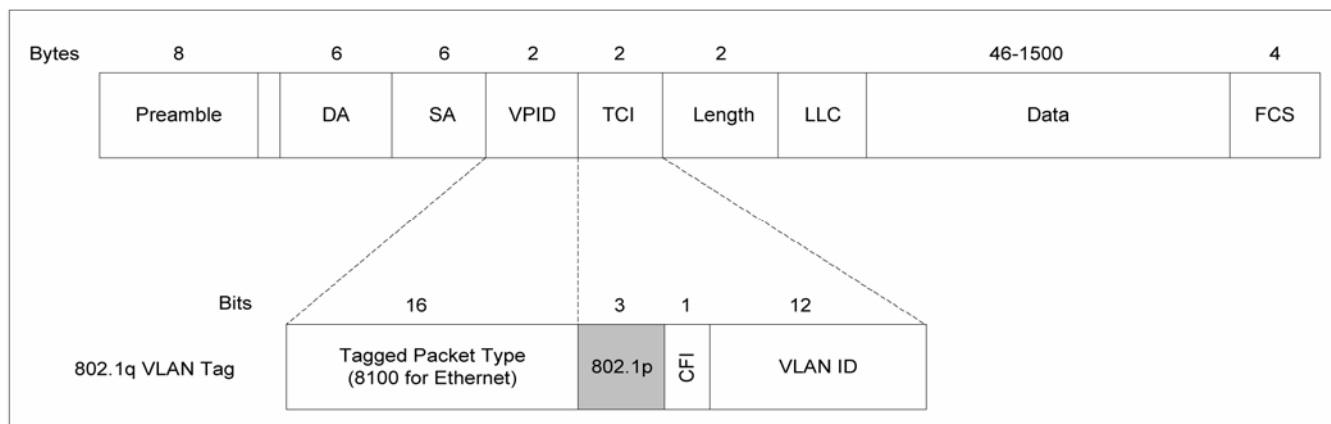 Bytes 8 6 6 2 2 2 46-1500 4
Preamble DA SA VPID TCI Length LLC Data FCS
Bits 16 3 1 12
802.1q VLAN Tag
Tagged Packet Type
(8100 for Ethernet)
802.1p
CFI
VLAN ID